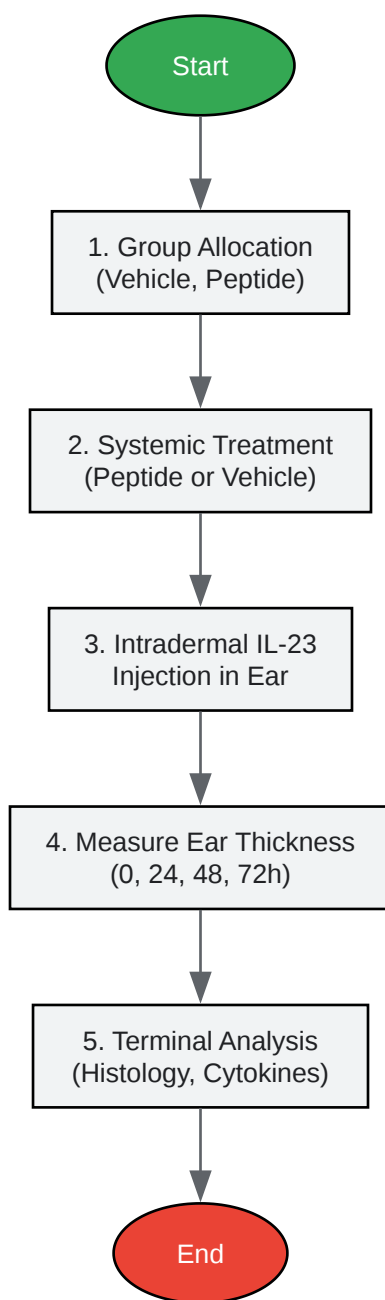 Start
1. Group Allocation
(Vehicle, Peptide)
2. Systemic Treatment
(Peptide or Vehicle)
3. Intradermal IL-23
Injection in Ear
4. Measure Ear Thickness
(0, 24, 48, 72h)
5. Terminal Analysis
(Histology, Cytokines)
End